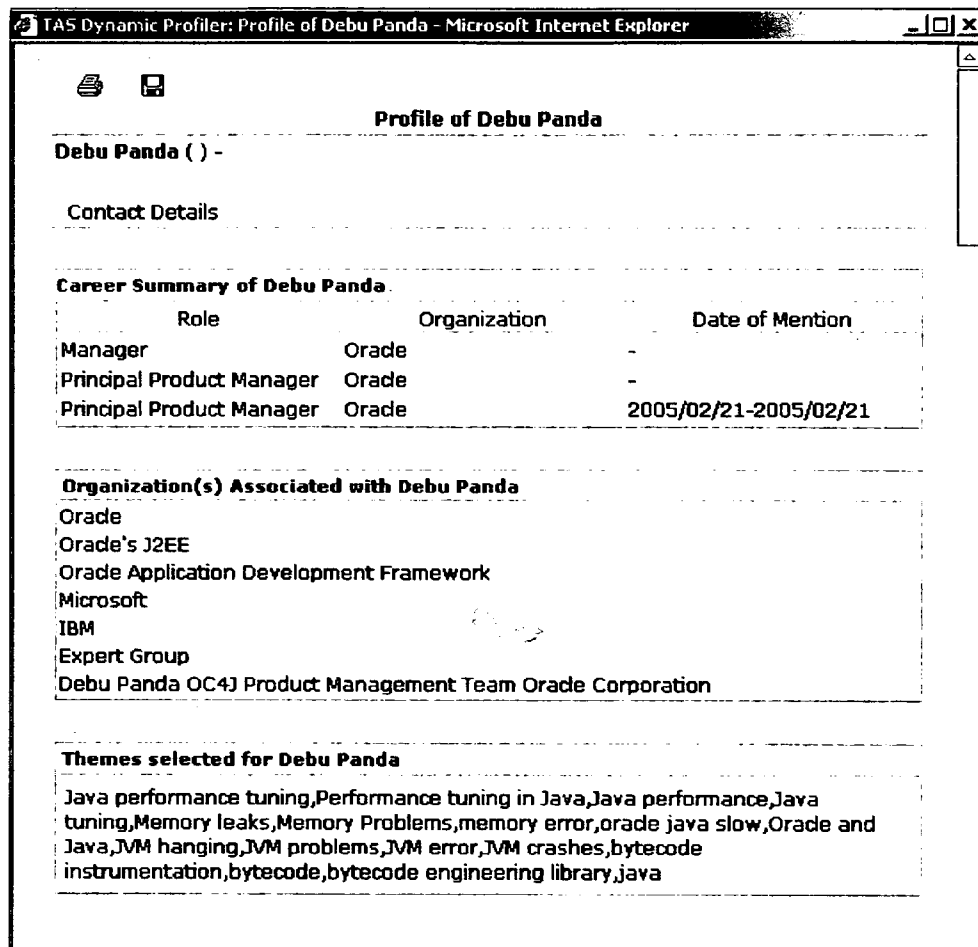 TAS Dynamic Profiler: Profile of Debu Panda - Microsoft Internet Explorer
Profile of Debu Panda
Debu Panda ( ) -
Contact Details
Career Summary of Debu Panda.
Role Organization Date of Mention
Manager Oracle -
Principal Product Manager Oracle -
Principal Product Manager Oracle 2005/02/21-2005/02/21
Organization(s) Associated with Debu Panda
Oracle
Oracle's J2EE
Oracle Application Development Framework
Microsoft
IBM
Expert Group
Debu Panda OC4J Product Management Team Oracle Corporation
Themes selected for Debu Panda
Java performance tuning,Performance tuning in Java,Java performance,Java
tuning,Memory leaks,Memory Problems,memory error,orade java slow,Oracle and
Java,JVM hanging,JVM problems,JVM error,JVM crashes,bytecode
instrumentation,bytecode,bytecode engineering library,java